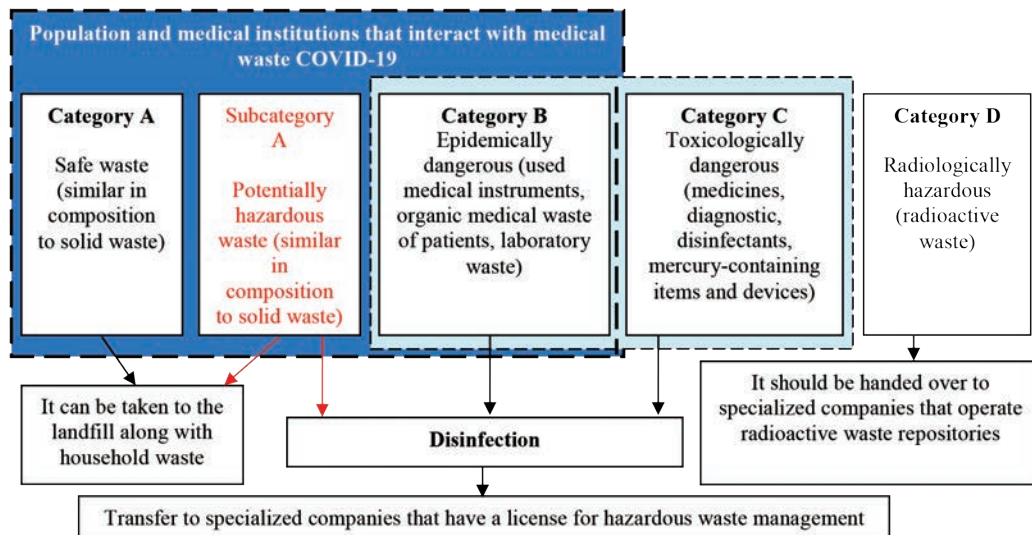 Population and medical institutions that interact with medical
waste COVID-19
Category A
Safe waste
(similar in
composition
to solid waste)
Subcategory
A
Potentially
hazardous
waste (similar
in
composition
to solid waste)
Category B
Epidemically
dangerous (used
medical instruments,
organic medical waste
of patients, laboratory
waste)
Category C
Toxicologically
dangerous
(medicines,
diagnostic,
disinfectants,
mercury-containing
items and devices)
Category D
Radiologically
hazardous
(radioactive
waste)
It can be taken to the
landfill along with
household waste
Disinfection
It should be handed over to
specialized companies that operate
radioactive waste repositories
Transfer to specialized companies that have a license for hazardous waste management